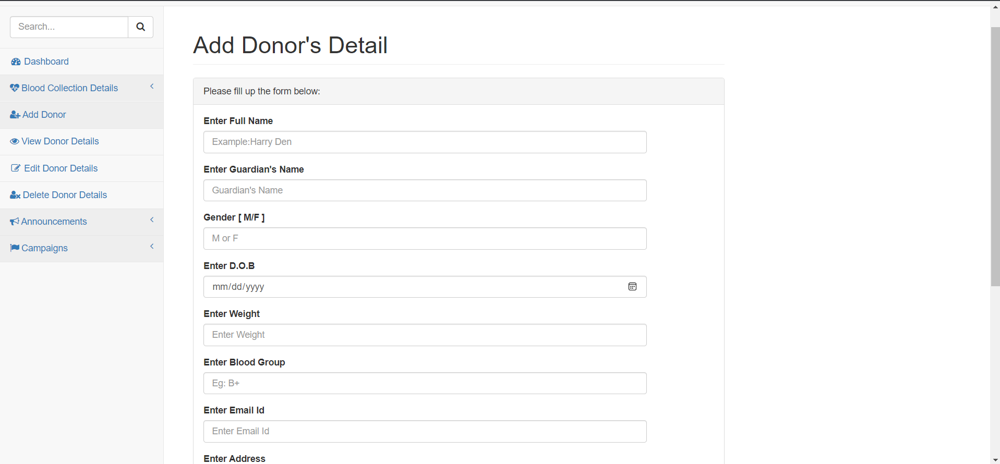 Search...
Dashboard
Blood Collection Details
Add Donor
View Donor Details
Edit Donor Details
Delete Donor Details
Announcements
Campaigns
Add Donor's Detail
Please fill up the form below:
Enter Full Name
Example:Harry Den
Enter Guardian's Name
Guardian's Name
Gender [ M/F ]
M or F
Enter D.O.B
mm/dd/yyyy
Enter Weight
Enter Weight
Enter Blood Group
Eg: B+
Enter Email Id
Enter Email Id
Enter Address